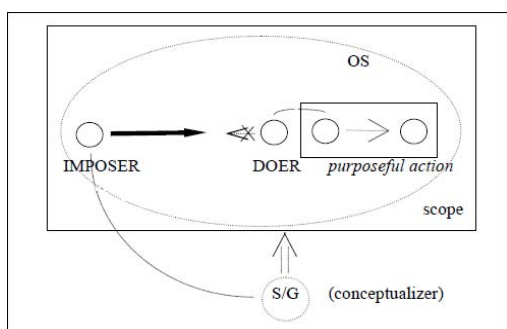 OS
IMPOSER
DOER
purposeful action
scope
S/G
(conceptualizer)